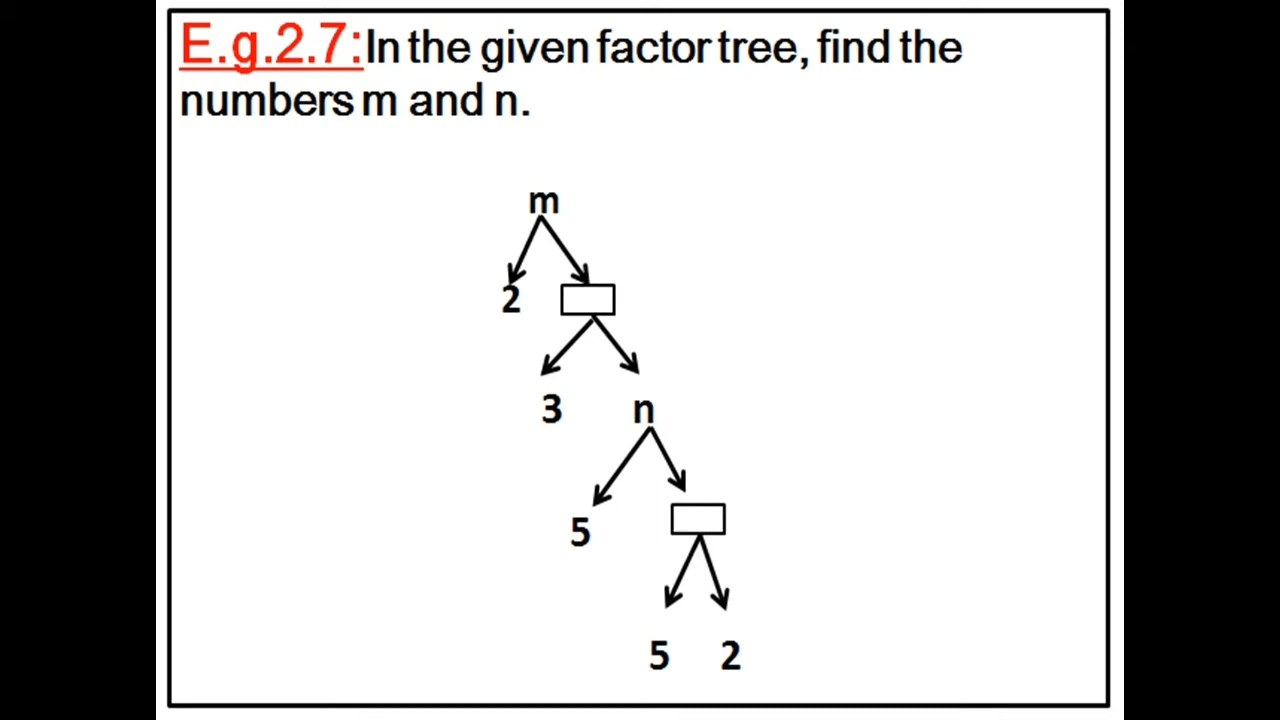 E.g.2.7:In the given factor tree, find the
numbers m and n.
m
2
3 n
5
5 2